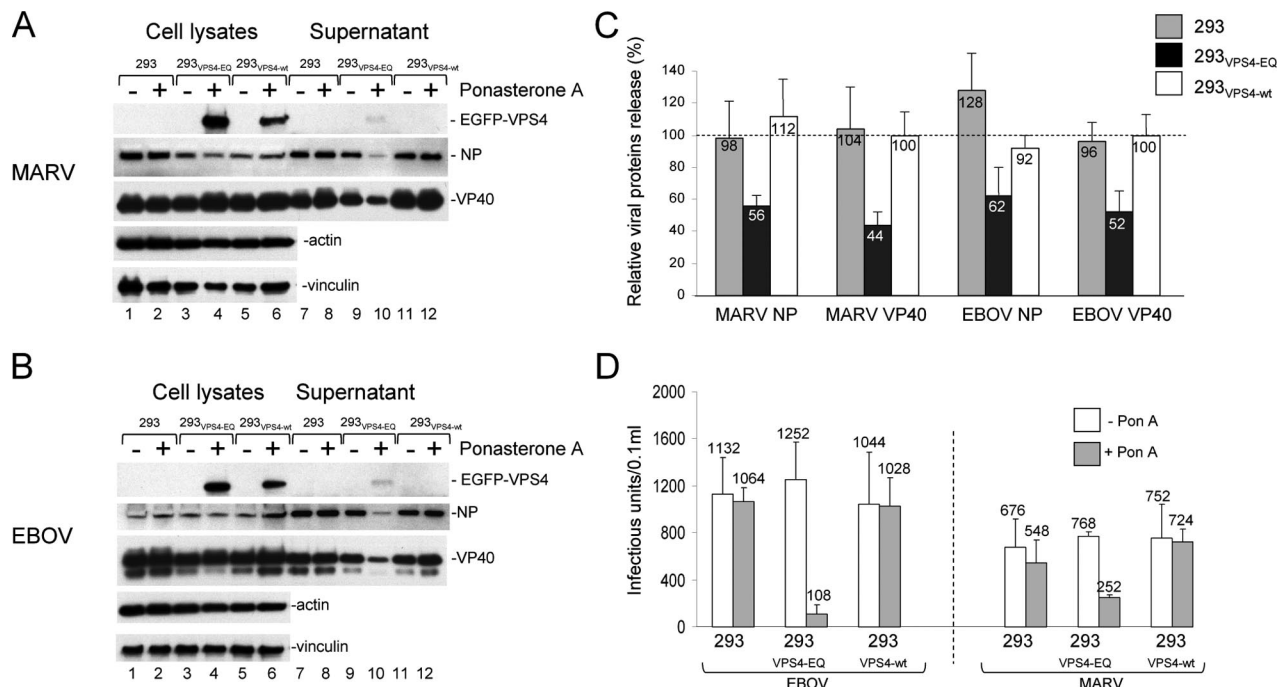 A
Cell lysates Supernatant
293 293VPS4-EQ 293VPS4-wt 293 293VPS4-EQ 293VPS4-wt
- + - + - + - + - + - + Ponasterone A
- EGFP-VPS4
- NP
MARV
-VP40
-actin
-vinculin
1 2 3 4 5 6 7 8 9 10 11 12
B
Cell lysates Supernatant
293 293VPS4-EQ 293VPS4-wt 293 293VPS4-EQ 293VPS4-wt
- + - + - + - + - + - + Ponasterone A
- EGFP-VPS4
-NP
EBOV
-VP40
-actin
-vinculin
1 2 3 4 5 6 7 8 9 10 11 12
C
293
293VPS4-EQ
293VPS4-wt
Relative viral proteins release (%)
140
120
100
80
60
40
20
0
98 56 112 104 44 100 128 62 92 96 52 100
MARV NP MARV VP40 EBOV NP EBOV VP40
D
- Pon A
+ Pon A
Infectious units/0.1ml
2000
1600
1200
800
400
0
1132 1064 1252 108 1044 1028 676 548 768 252 752 724
293 293 293 293 293 293
VPS4-EQ VPS4-wt VPS4-EQ VPS4-wt
EBOV MARV